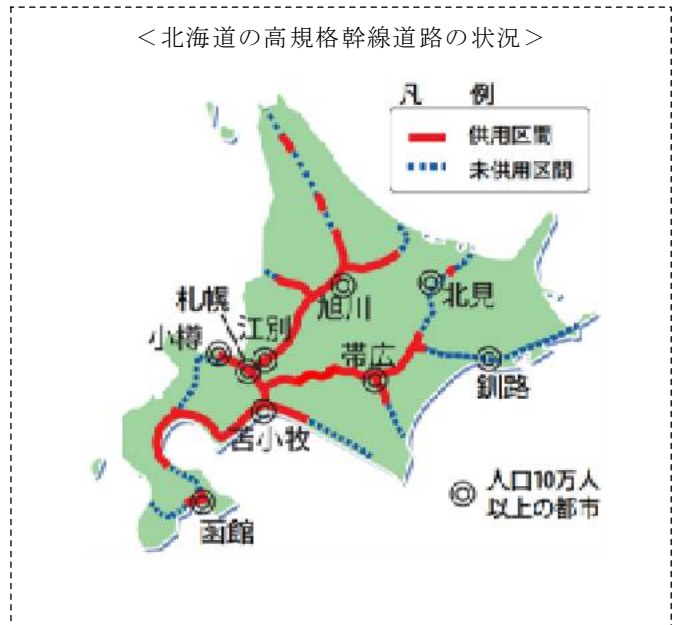 <北海道の高規格幹線道路の状況>
凡 例
供用区間
未供用区間
札幌
小樽
江別
旭川
北見
帯広
釧路
苫小牧
函館
人口10万人
以上の都市